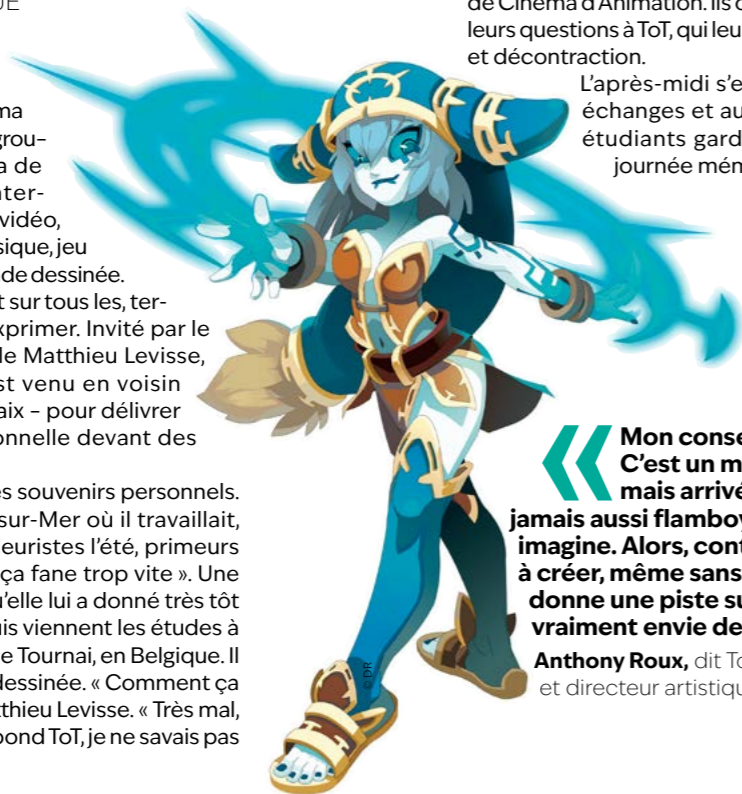 UE
ma
grou-
a de
nter-
vidéo,
sique, jeu
nde dessinée.
t sur tous les, ter-
xprimer. Invité par le
de Matthieu Levisse,
st venu en voisin
aix – pour délivrer
onnelle devant des
es souvenirs personnels.
sur-Mer où il travaillait,
leuristes l'été, primeurs
ça fane trop vite ». Une
u'elle lui a donné très tôt
uis viennent les études à
e Tournai, en Belgique. Il
dessinée. « Comment ça
tthieu Levisse. « Très mal,
pond ToT, je ne savais pas
© DR
de Cinéma d'Animation. Ils o
leurs questions à ToT, qui leu
et décontraction.
L'après-midi s'e
échanges et au
étudiants gard
journée mén
«
Mon conse
C'est un m
mais arrivé
jamais aussi flamboy
imagine. Alors, cont
à créer, même sans
donne une piste su
vraiment envie de
Anthony Roux, dit To
et directeur artistiqu